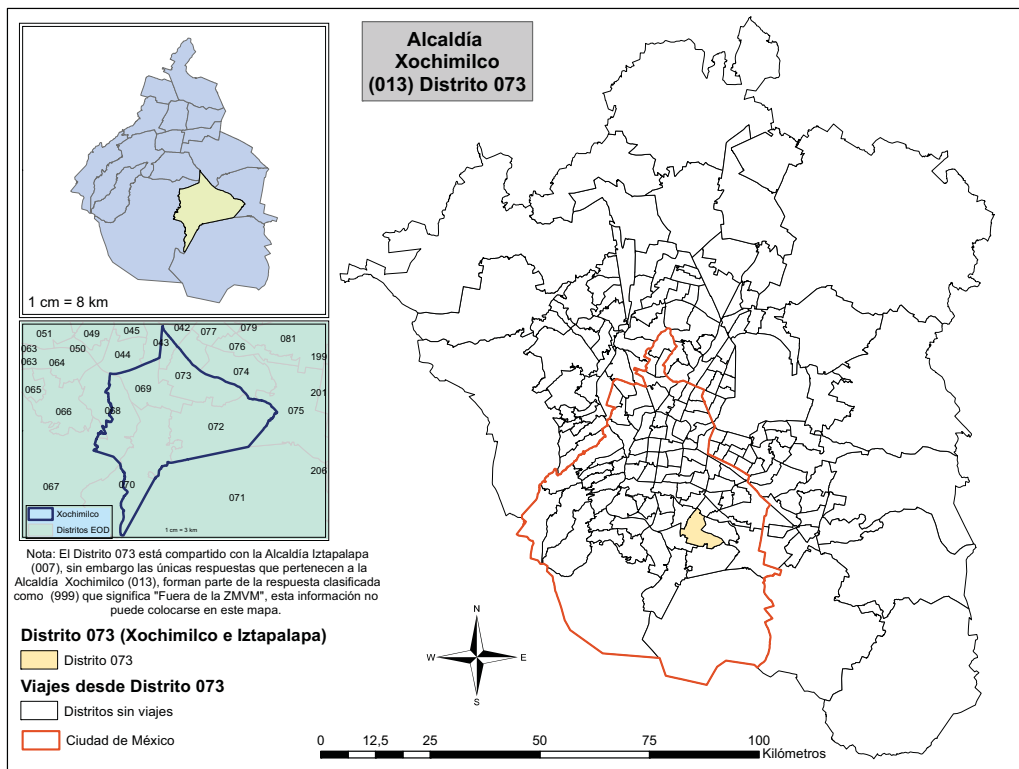 Alcaldía
Xochimilco
(013) Distrito 073
1 cm = 8 km
051
049
045
042
077
079
063
050
043
076
081
063
064
044
199
065
069
073
074
201
066
068
075
072
206
067
070
071
Xochimilco
Distritos EOD
1 cm = 3 km
Nota: El Distrito 073 está compartido con la Alcaldía Iztapalapa
(007), sin embargo las únicas respuestas que pertenecen a la
Alcaldía Xochimilco (013), forman parte de la respuesta clasificada
como (999) que significa "Fuera de la ZMVM", esta información no
puede colocarse en este mapa.
Distrito 073 (Xochimilco e Iztapalapa)
Distrito 073
Viajes desde Distrito 073
Distritos sin viajes
Ciudad de México
N
W
E
S
0 12,5 25 50 75 100
Kilómetros